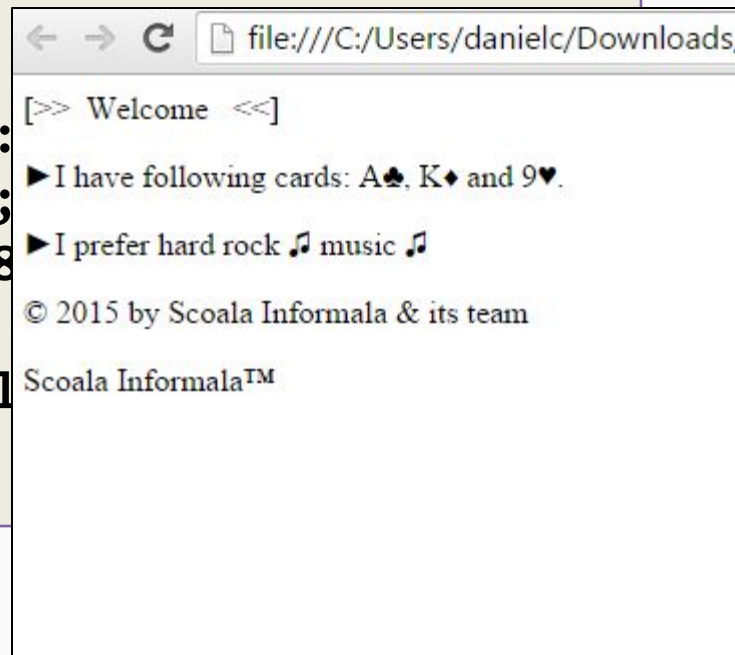 file:///C:/Users/danielc/Downloads/
[>>  Welcome  <<]
:
►I have following cards: A♣, K♦ and 9♥.
;
►I prefer hard rock ♫ music ♫
8
© 2015 by Scoala Informala & its team
Scoala Informala™